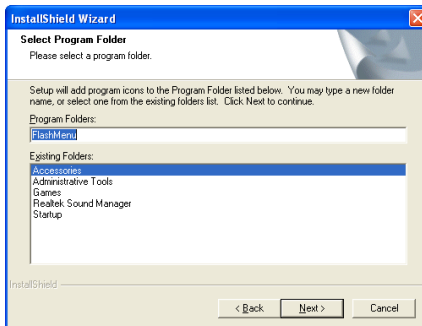 InstallShield Wizard
Select Program Folder
Please select a program folder.
Setup will add program icons to the Program Folder listed below. You may type a new folder
name, or select one from the existing folders list. Click Next to continue.
Program Folders:
FlashMenu
Existing Folders:
Accessories
Administrative Tools
Games
Realtek Sound Manager
Startup
InstallShield
< Back Next > Cancel